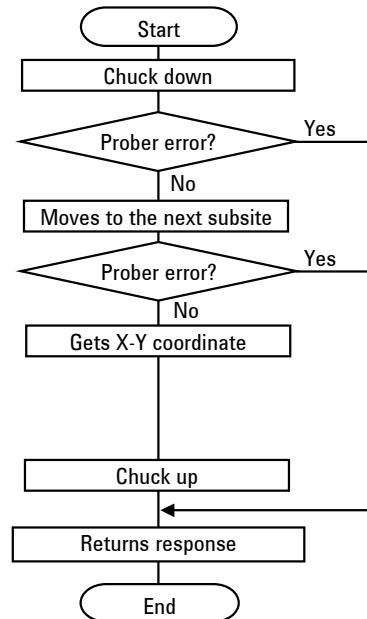 Start
Chuck down
Prober error?
Yes
No
Moves to the next subsite
Prober error?
Yes
No
Gets X-Y coordinate
Chuck up
Returns response
End